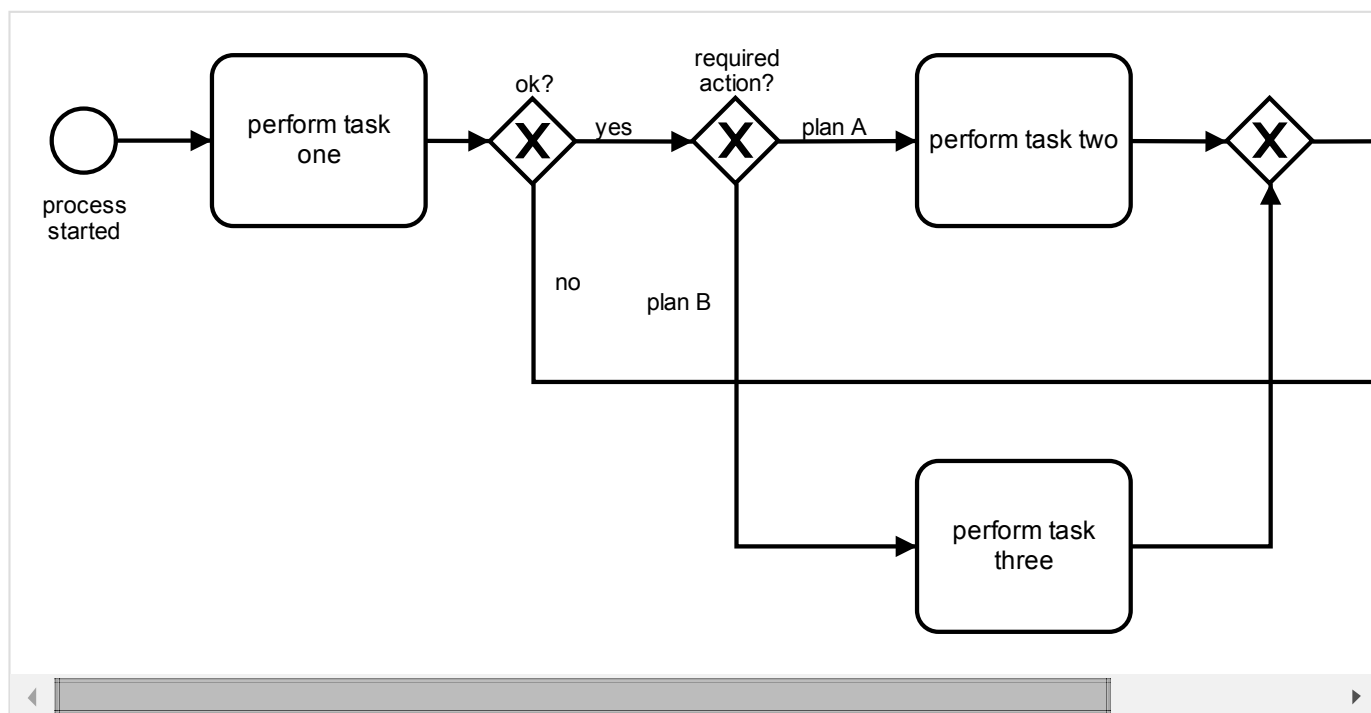 process
started
perform task
one
ok?
yes
no
required
action?
plan A
plan B
perform task two
perform task
three